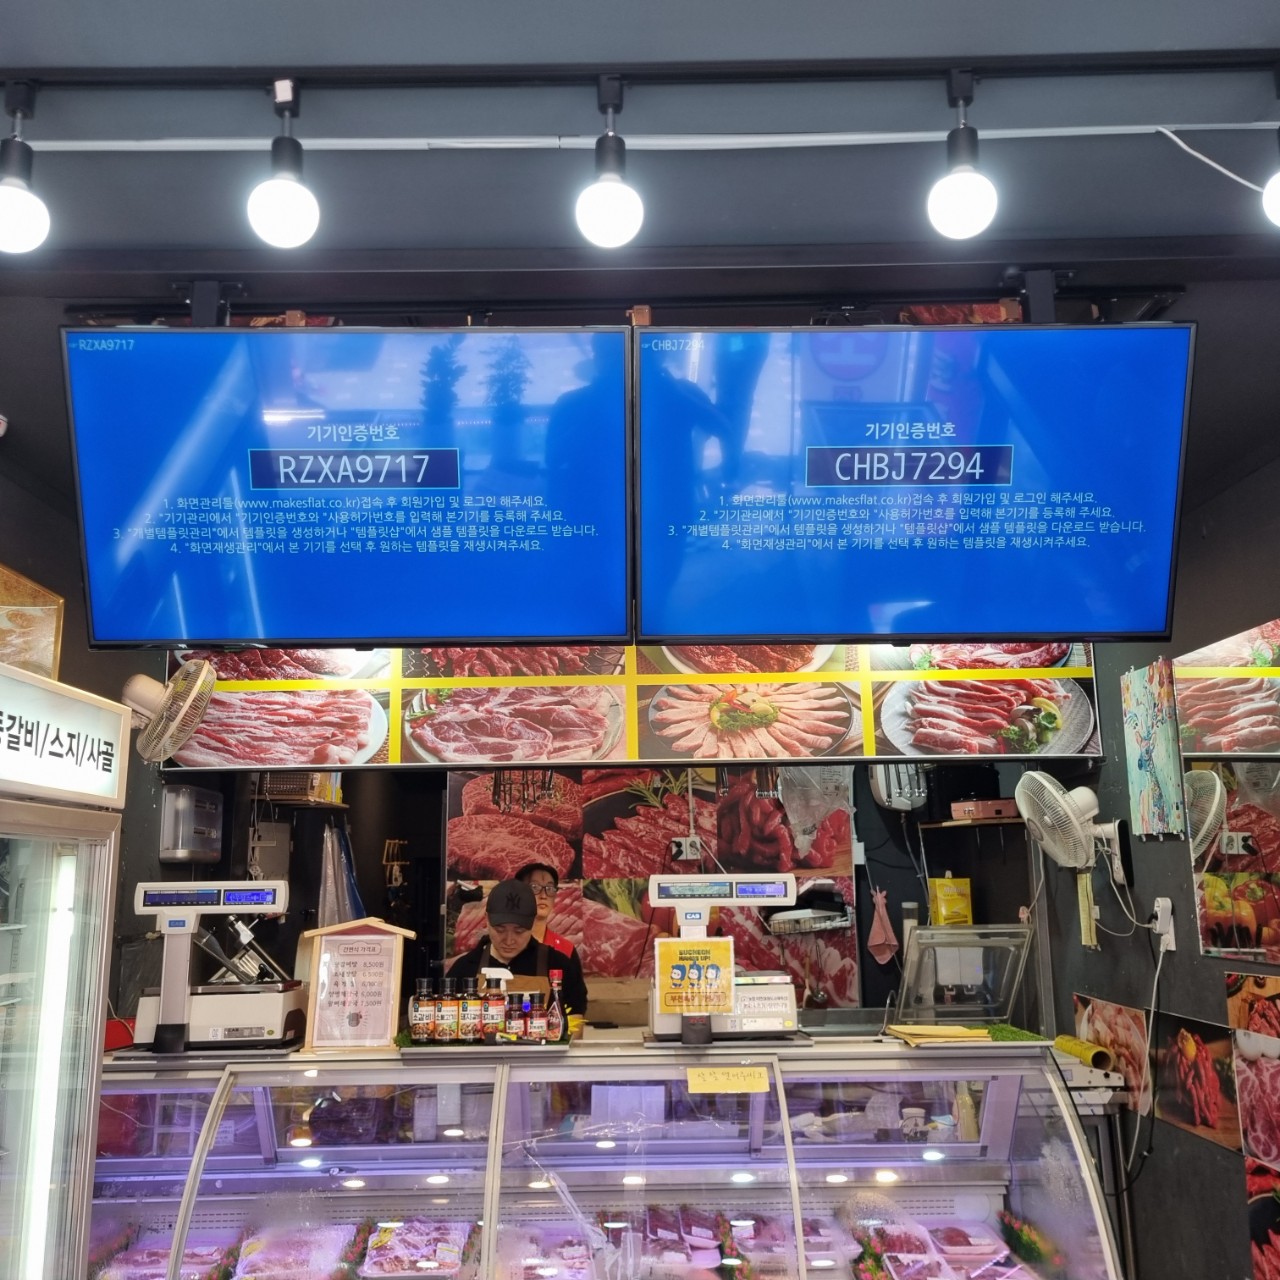 RZXA9717
기기인증번호
RZXA9717
1. 화면관리툴(www.makesflat.co.kr)접속 후 회원가입 및 로그인 해주세요.
2. "기기관리에서 "기기인증번호와 "사용허가번호를 입력해 본기기를 등록해 주세요.
3. "개별템플릿관리"에서 템플릿을 생성하거나 "템플릿샵"에서 샘플 템플릿을 다운로드 받습니다.
4. "화면재생관리"에서 본 기기를 선택 후 원하는 템플릿을 재생시켜주세요.
CHBJ7294
기기인증번호
CHBJ7294
1. 화면관리툴(www.makesflat.co.kr)접속 후 회원가입 및 로그인 해주세요.
2. "기기관리에서 "기기인증번호와 "사용허가번호를 입력해 본기기를 등록해 주세요.
3. "개별템플릿관리"에서 템플릿을 생성하거나 "템플릿샵"에서 샘플 템플릿을 다운로드 받습니다.
4. "화면재생관리"에서 본 기기를 선택 후 원하는 템플릿을 재생시켜주세요.
갈비/스지/사골
CAS
CAS